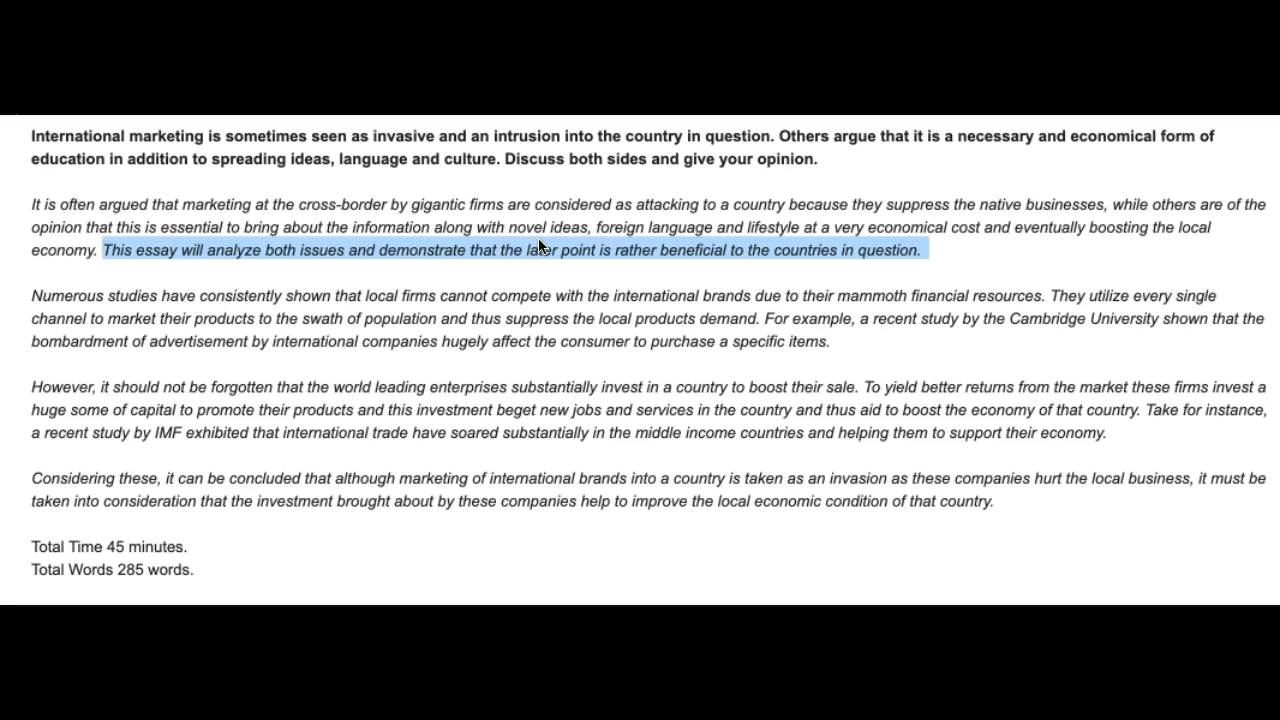 International marketing is sometimes seen as invasive and an intrusion into the country in question. Others argue that it is a necessary and economical form of
education in addition to spreading ideas, language and culture. Discuss both sides and give your opinion.
It is often argued that marketing at the cross-border by gigantic firms are considered as attacking to a country because they suppress the native businesses, while others are of the
opinion that this is essential to bring about the information along with novel ideas, foreign language and lifestyle at a very economical cost and eventually boosting the local
economy. This essay will analyze both issues and demonstrate that the later point is rather beneficial to the countries in question.
Numerous studies have consistently shown that local firms cannot compete with the international brands due to their mammoth financial resources. They utilize every single
channel to market their products to the swath of population and thus suppress the local products demand. For example, a recent study by the Cambridge University shown that the
bombardment of advertisement by international companies hugely affect the consumer to purchase a specific items.
However, it should not be forgotten that the world leading enterprises substantially invest in a country to boost their sale. To yield better returns from the market these firms invest a
huge some of capital to promote their products and this investment beget new jobs and services in the country and thus aid to boost the economy of that country. Take for instance,
a recent study by IMF exhibited that international trade have soared substantially in the middle income countries and helping them to support their economy.
Considering these, it can be concluded that although marketing of international brands into a country is taken as an invasion as these companies hurt the local business, it must be
taken into consideration that the investment brought about by these companies help to improve the local economic condition of that country.
Total Time 45 minutes.
Total Words 285 words.